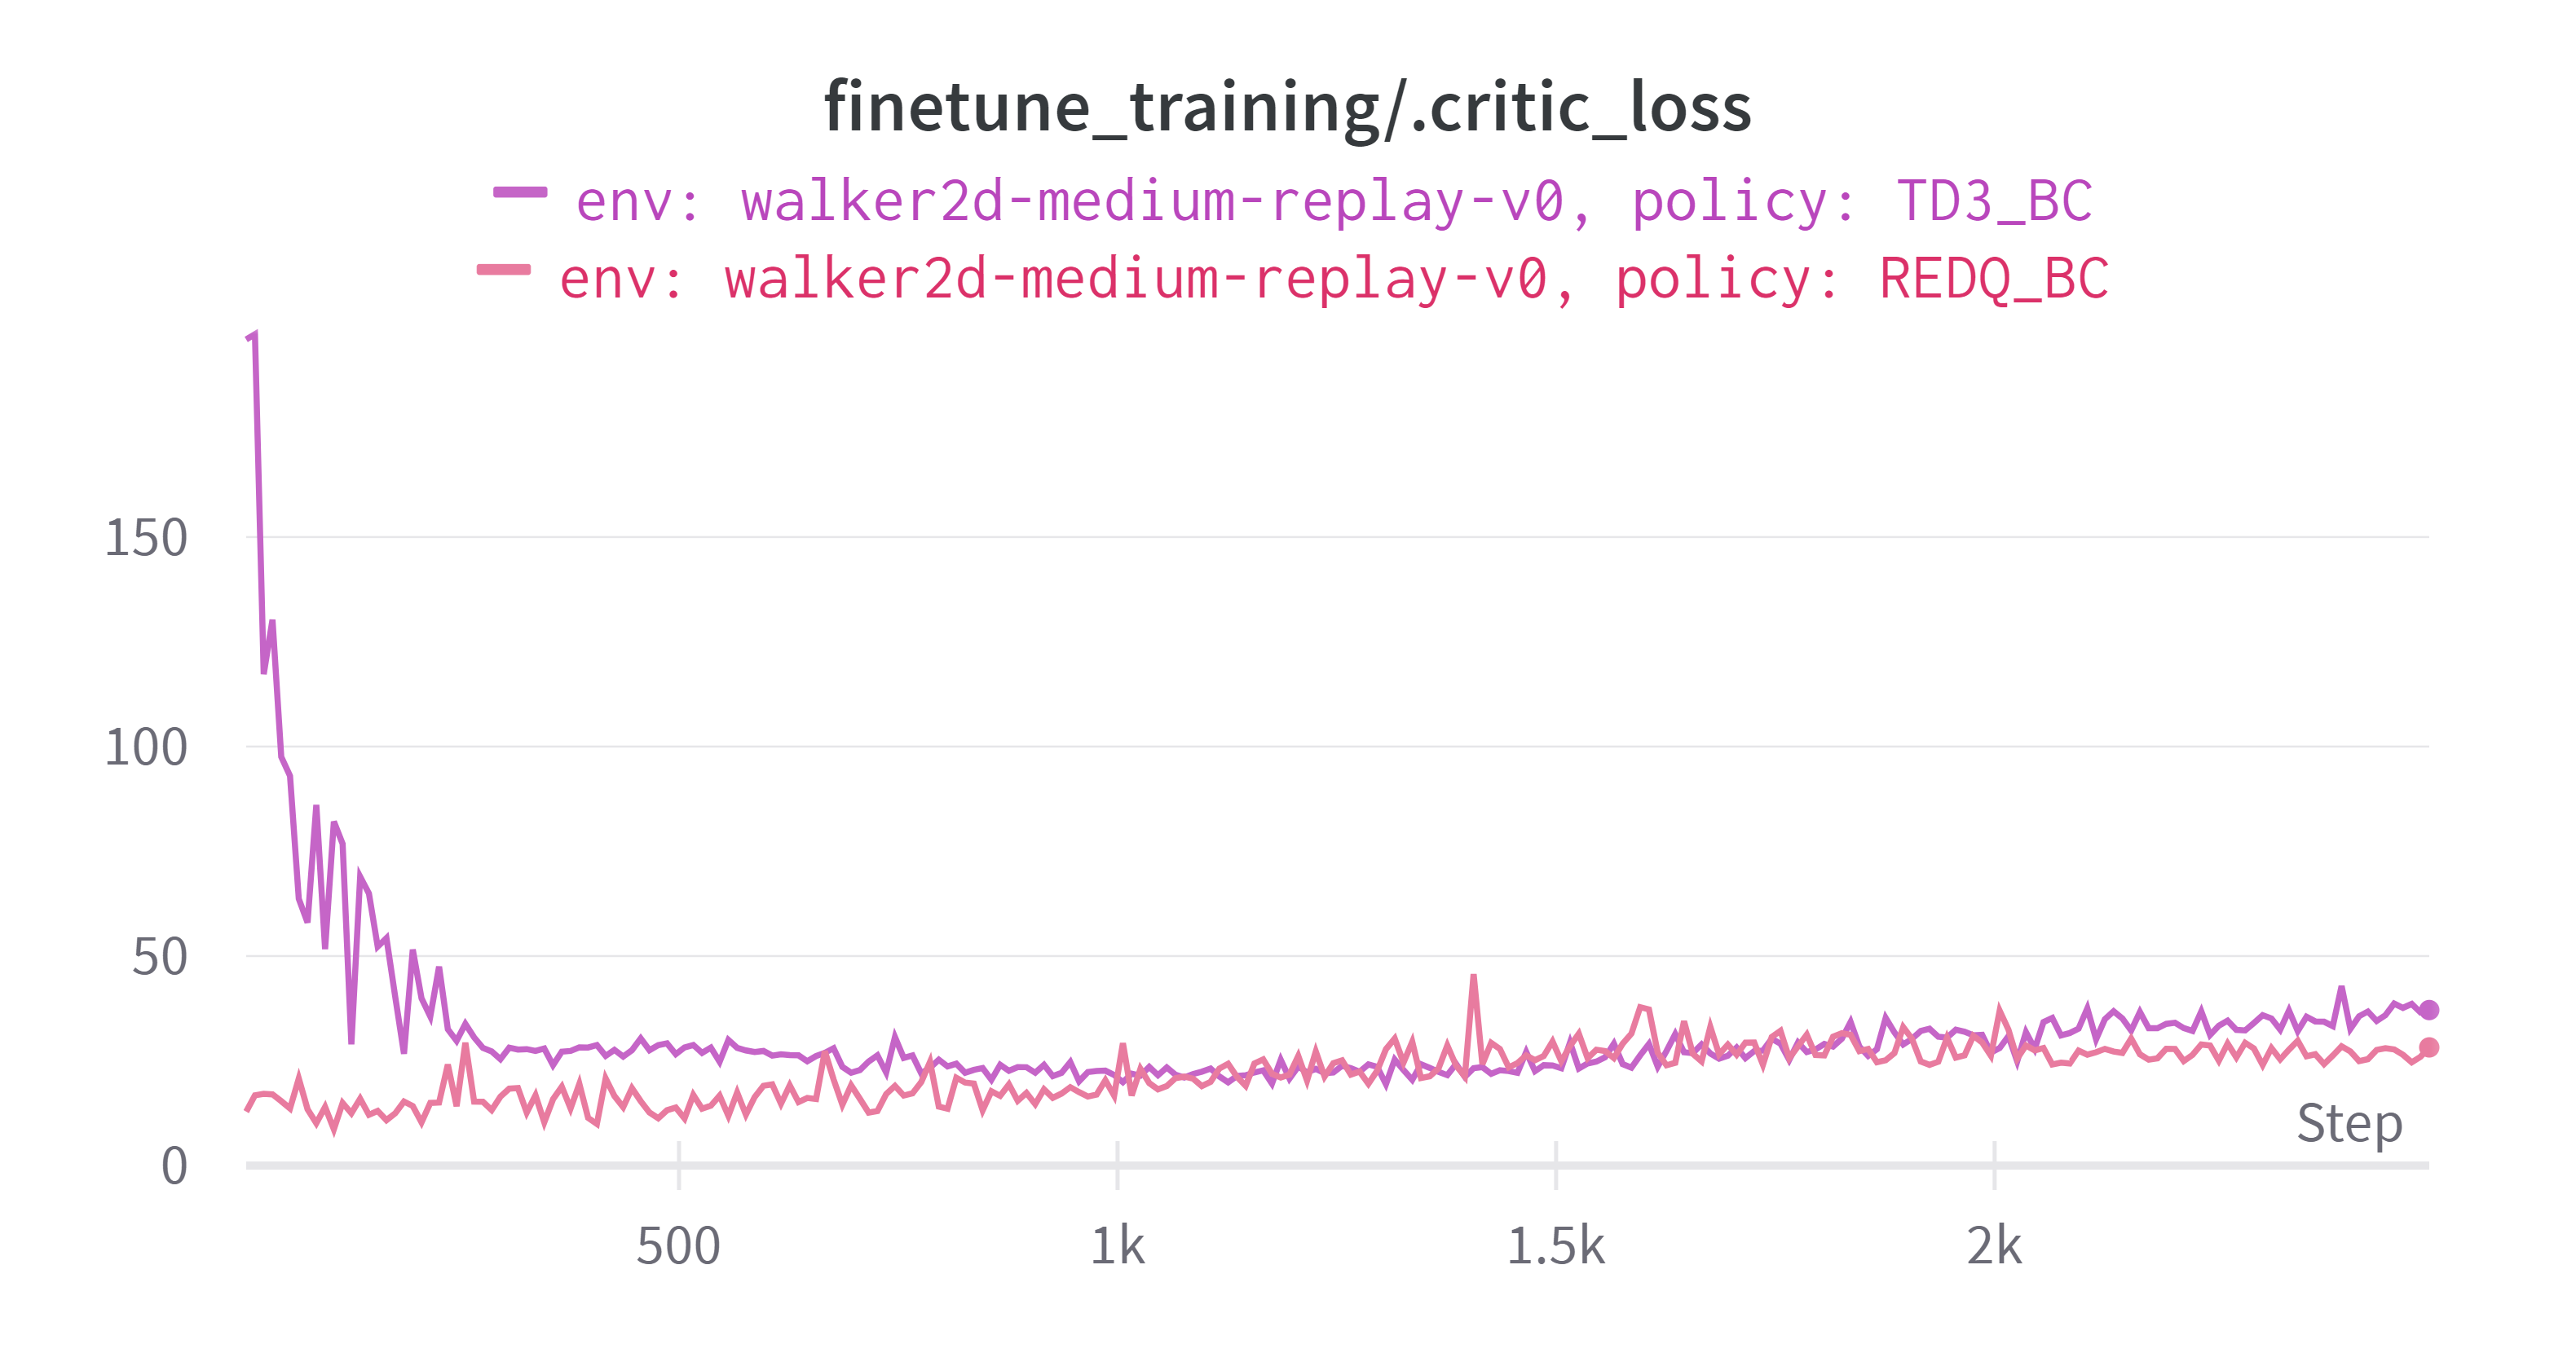 finetune_training/.critic_loss
env: walker2d-medium-replay-v0, policy: TD3_BC
env: walker2d-medium-replay-v0, policy: REDQ_BC
150
100
50
0
Step
500 1k 1.5k 2k